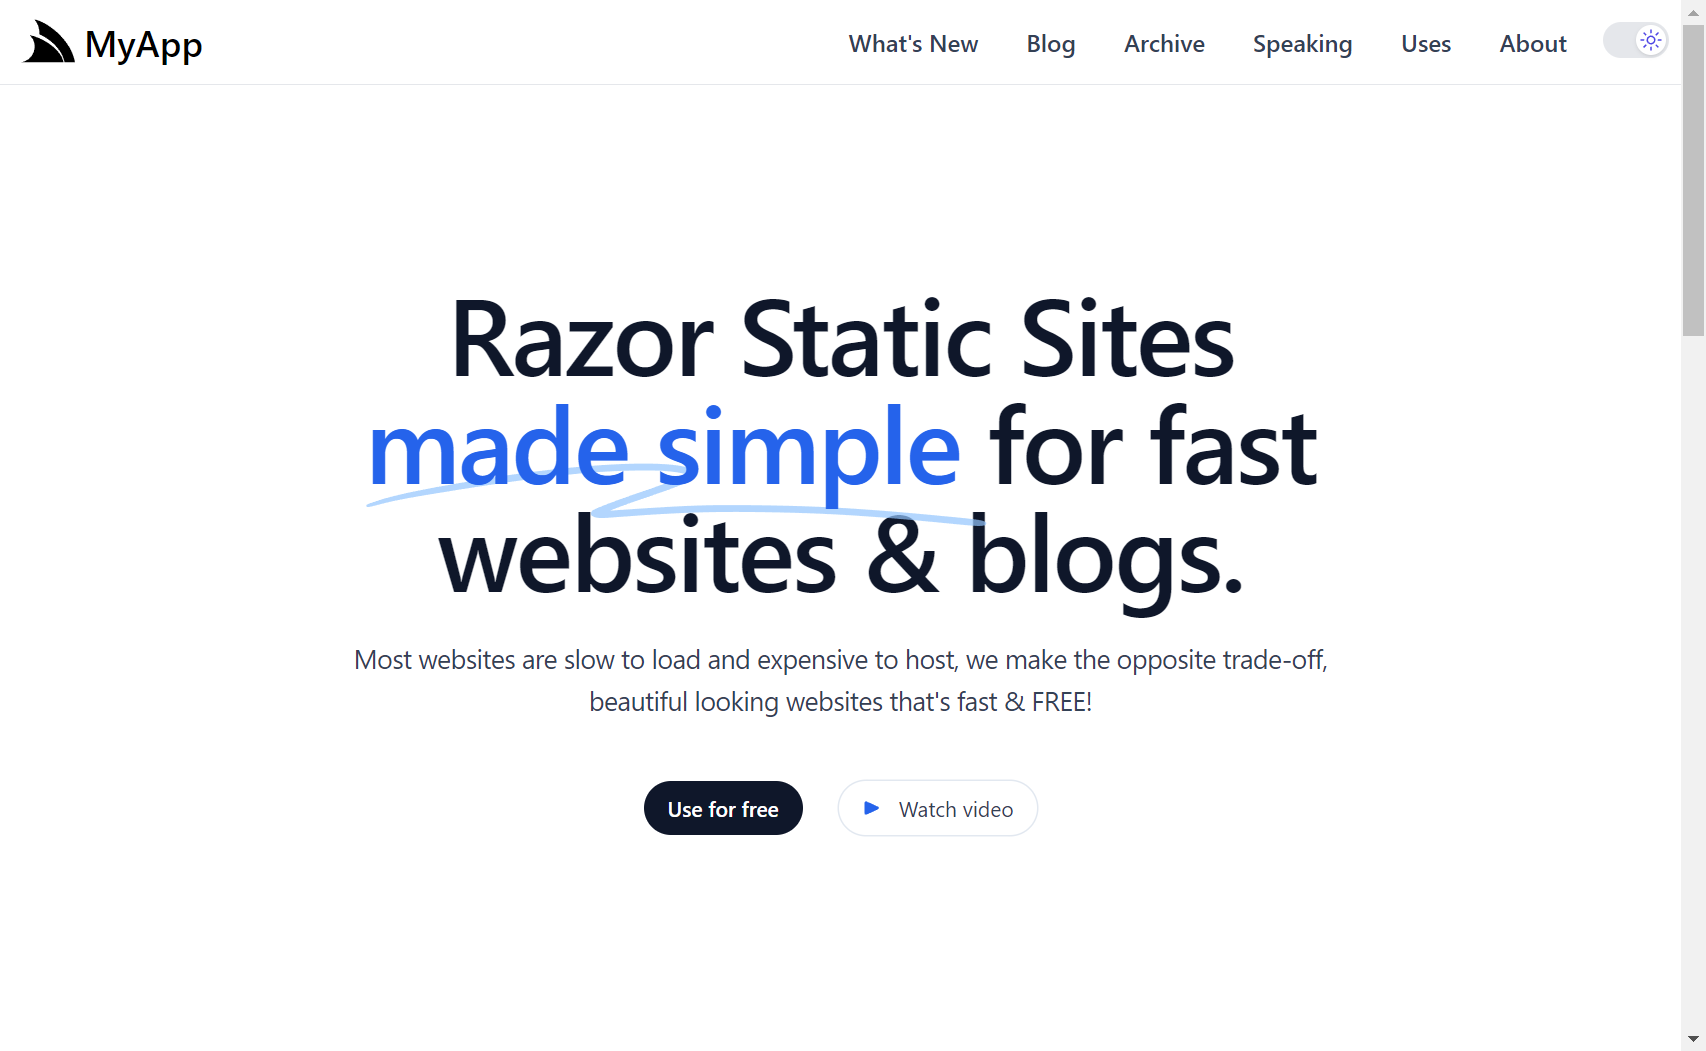 MyApp
What's New Blog Archive Speaking Uses About
Razor Static Sites
made simple for fast
websites & blogs.
Most websites are slow to load and expensive to host, we make the opposite trade-off,
beautiful looking websites that's fast & FREE!
Use for free
Watch video